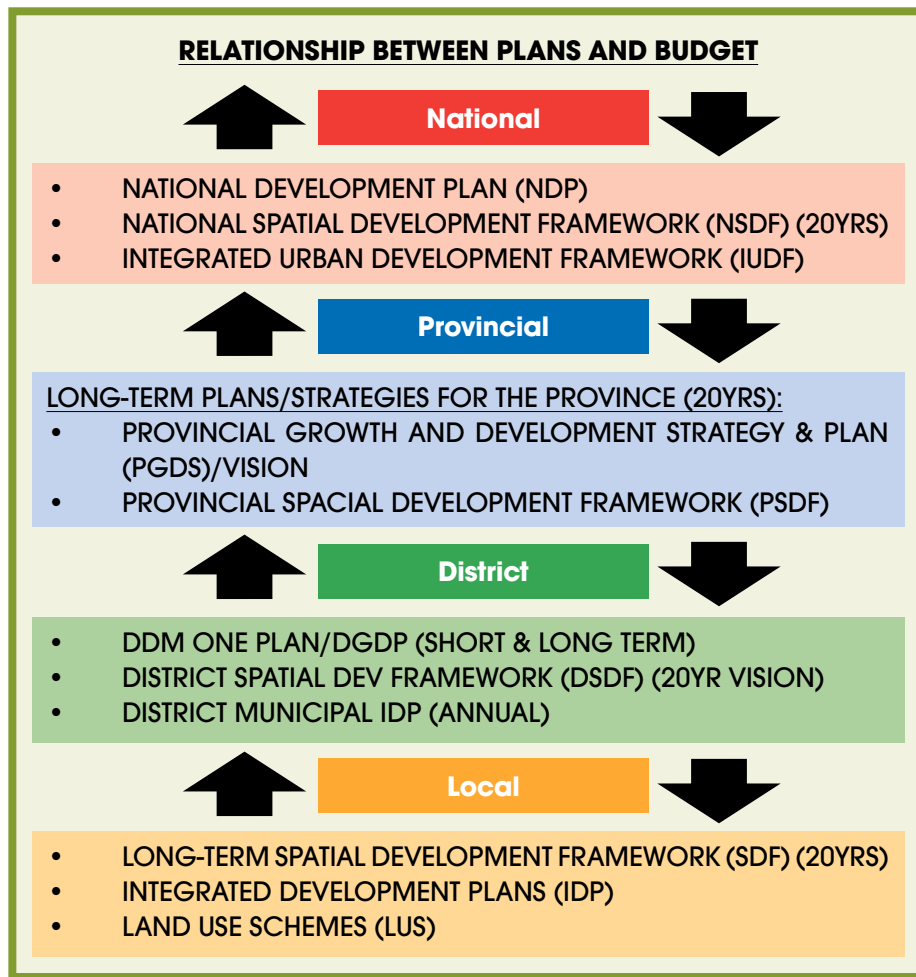 RELATIONSHIP BETWEEN PLANS AND BUDGET
National
• NATIONAL DEVELOPMENT PLAN (NDP)
• NATIONAL SPATIAL DEVELOPMENT FRAMEWORK (NSDF) (20YRS)
• INTEGRATED URBAN DEVELOPMENT FRAMEWORK (IUDF)
Provincial
LONG-TERM PLANS/STRATEGIES FOR THE PROVINCE (20YRS):
• PROVINCIAL GROWTH AND DEVELOPMENT STRATEGY & PLAN
(PGDS)/VISION
• PROVINCIAL SPACIAL DEVELOPMENT FRAMEWORK (PSDF)
District
• DDM ONE PLAN/DGDP (SHORT & LONG TERM)
• DISTRICT SPATIAL DEV FRAMEWORK (DSDF) (20YR VISION)
• DISTRICT MUNICIPAL IDP (ANNUAL)
Local
• LONG-TERM SPATIAL DEVELOPMENT FRAMEWORK (SDF) (20YRS)
• INTEGRATED DEVELOPMENT PLANS (IDP)
• LAND USE SCHEMES (LUS)